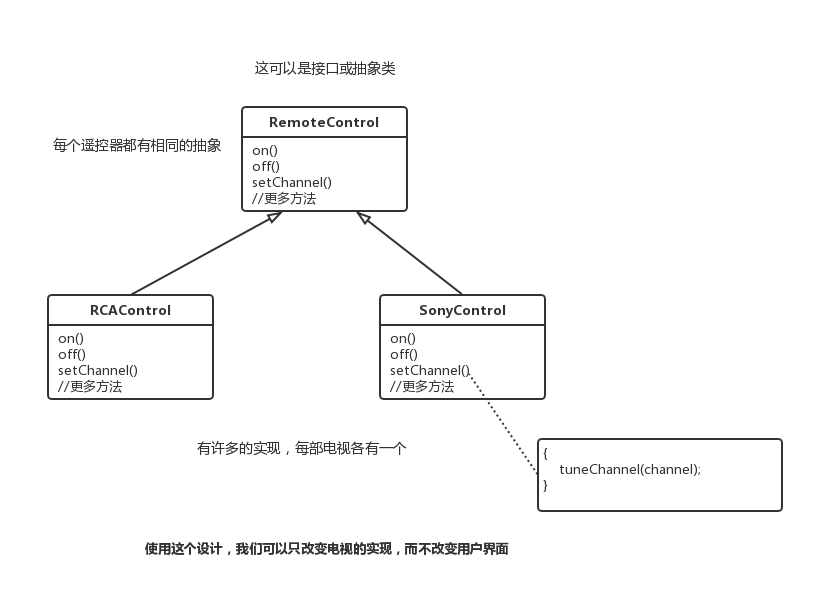 这可以是接口或抽象类
每个遥控器都有相同的抽象
RemoteControl
on()
off()
setChannel()
//更多方法
RCAControl
on()
off()
setChannel()
//更多方法
SonyControl
on()
off()
setChannel()
//更多方法
有许多的实现，每部电视各有一个
{
tuneChannel(channel);
}
使用这个设计，我们可以只改变电视的实现，而不改变用户界面